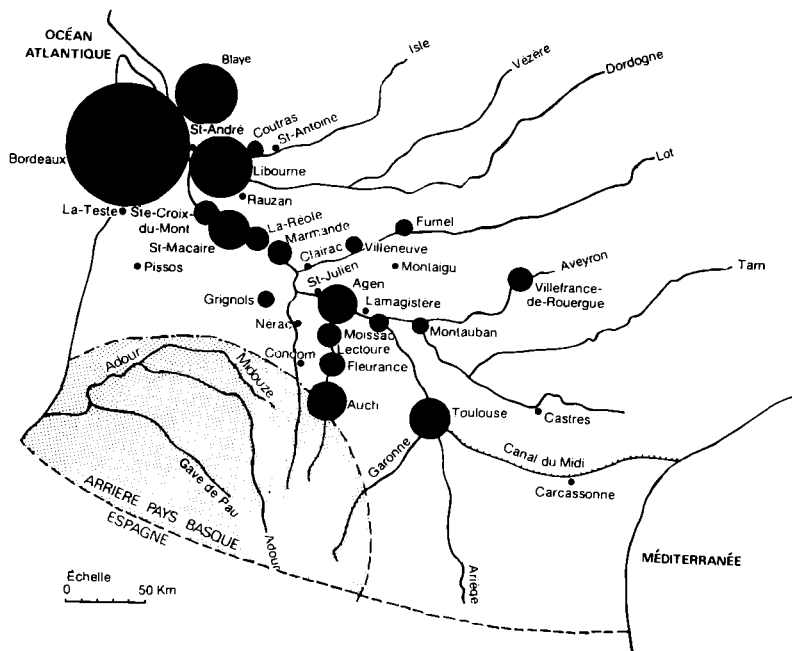 OCÉAN
ATLANTIQUE
Isle
Vézère
Dordogne
Blaye
St-André
Coutras
St-Antoine
Bordeaux
Libourne
Lot
Rauzan
La-Teste
Ste-Croix-
du-Mont
La-Réole
St-Macaire
Marmande
Fumel
Clairac
Villeneuve
Pissos
Montaigu
Aveyron
St-Julien
Agen
Villefrance-
de-Rouergue
Tarn
Grignols
Lamagistère
Nérac
Moissac
Montauban
Lectoure
Condom
Fleurance
Adour
Midouze
Auch
Toulouse
Castres
Garonne
Canal du Midi
Carcassonne
Gave de Pau
ARRIERE PAYS BASQUE
ESPAGNE
Adour
Ariège
MÉDITERRANÉE
Échelle
0 50 Km